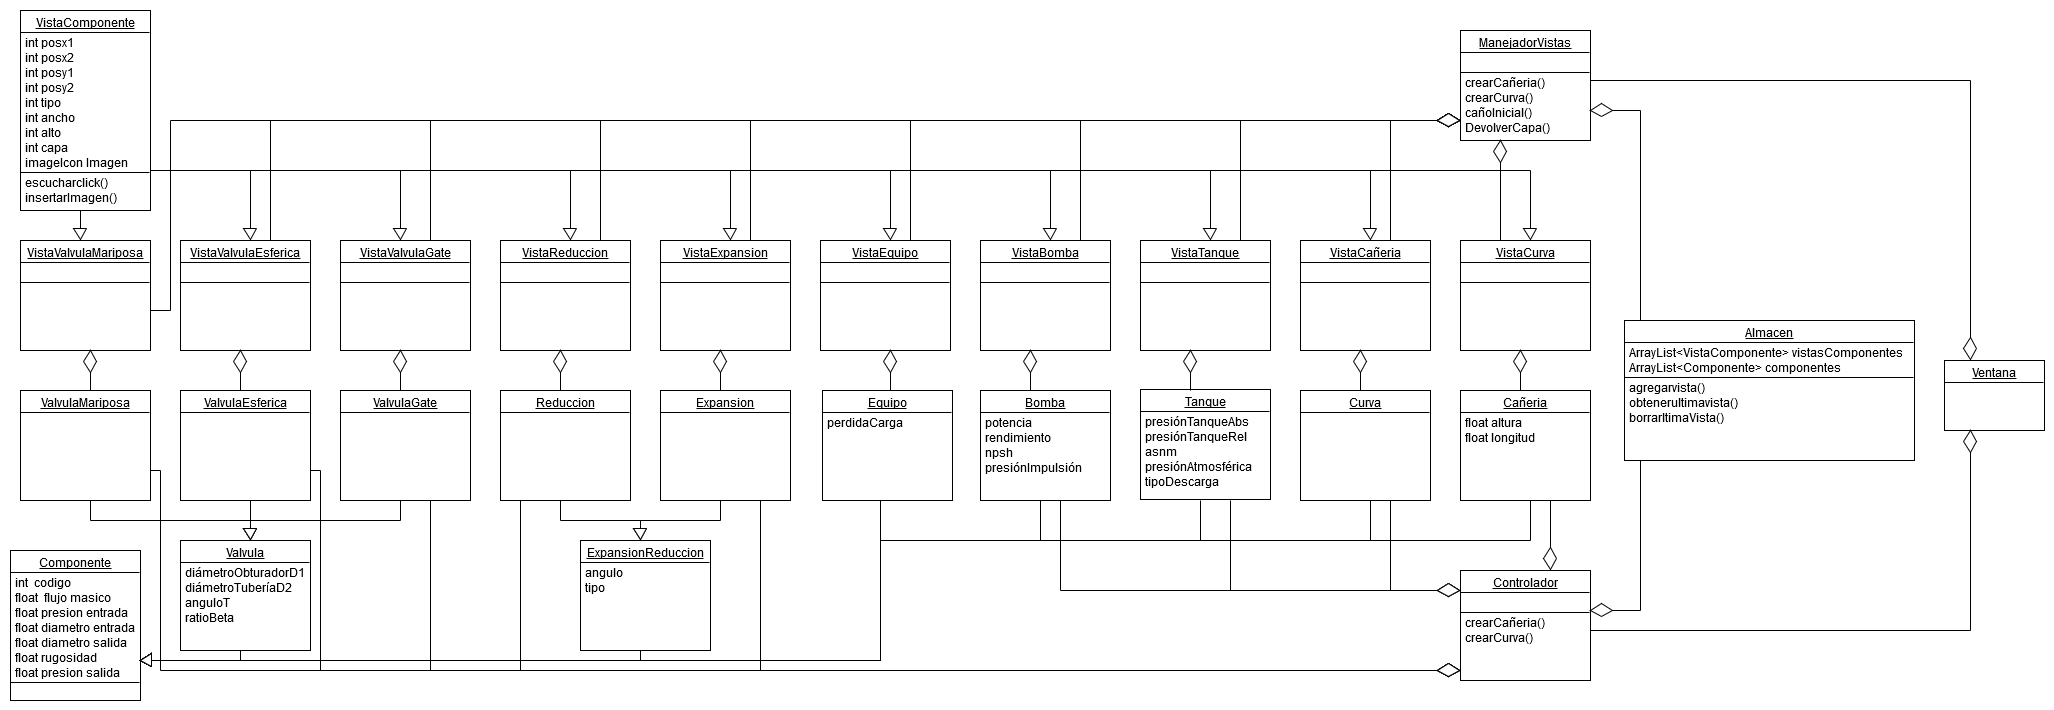 VistaComponente
int posx1
int posx2
int posy1
int posy2
int tipo
int ancho
int alto
int capa
imageIcon Imagen
escucharclick()
insertarImagen()
ManejadorVistas
crearCañeria()
crearCurva()
cañoInicial()
DevolverCapa()
VistaValvulaMariposa
VistaValvulaEsferica
VistaValvulaGate
VistaReduccion
VistaExpansion
VistaEquipo
VistaBomba
VistaTanque
VistaCañeria
VistaCurva
Almacen
ArrayList<VistaComponente> vistasComponentes
ArrayList<Componente> componentes
agregarvista()
obtenerultimavista()
borrarltimaVista()
Ventana
ValvulaMariposa
ValvulaEsferica
ValvulaGate
Reduccion
Expansion
Equipo
perdidaCarga
Bomba
potencia
rendimiento
npsh
presiónImpulsión
Tanque
presiónTanqueAbs
presiónTanqueRel
asnm
presiónAtmosférica
tipoDescarga
Curva
Cañeria
float altura
float longitud
Componente
int  codigo
float  flujo masico
float presion entrada
float diametro entrada
float diametro salida
float rugosidad
float presion salida
Valvula
diámetroObturadorD1
diámetroTuberíaD2
anguloT
ratioBeta
ExpansionReduccion
angulo
tipo
Controlador
crearCañeria()
crearCurva()